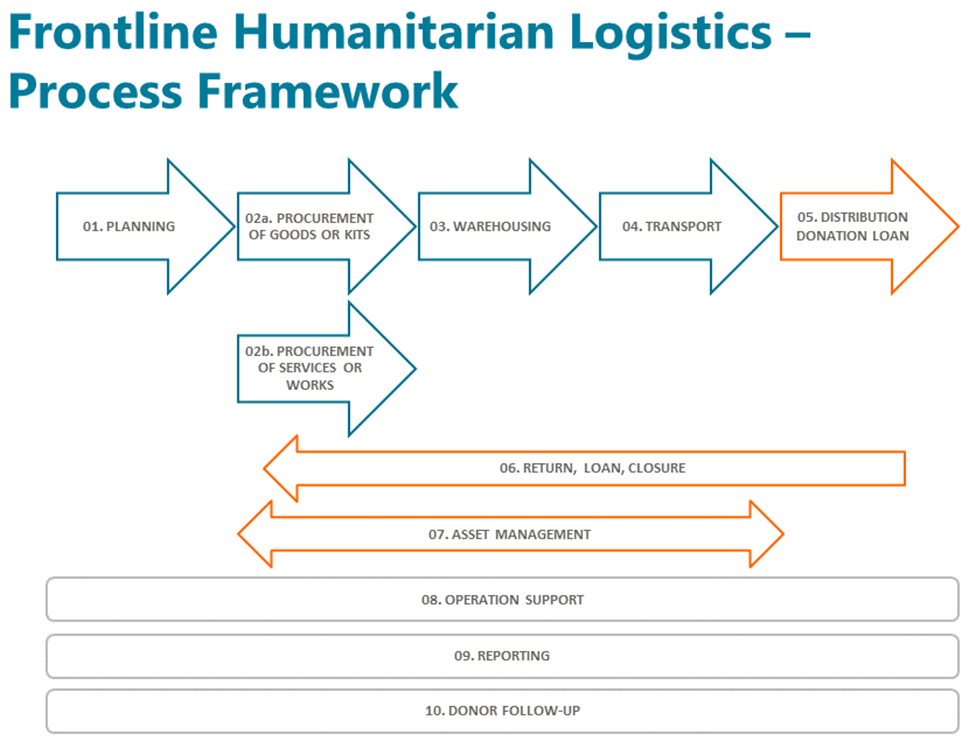 Frontline Humanitarian Logistics –
Process Framework
01. PLANNING
02a. PROCUREMENT
OF GOODS OR KITS
03. WAREHOUSING
04. TRANSPORT
05. DISTRIBUTION
DONATION LOAN
02b. PROCUREMENT
OF SERVICES OR
WORKS
06. RETURN, LOAN, CLOSURE
07. ASSET MANAGEMENT
08. OPERATION SUPPORT
09. REPORTING
10. DONOR FOLLOW-UP